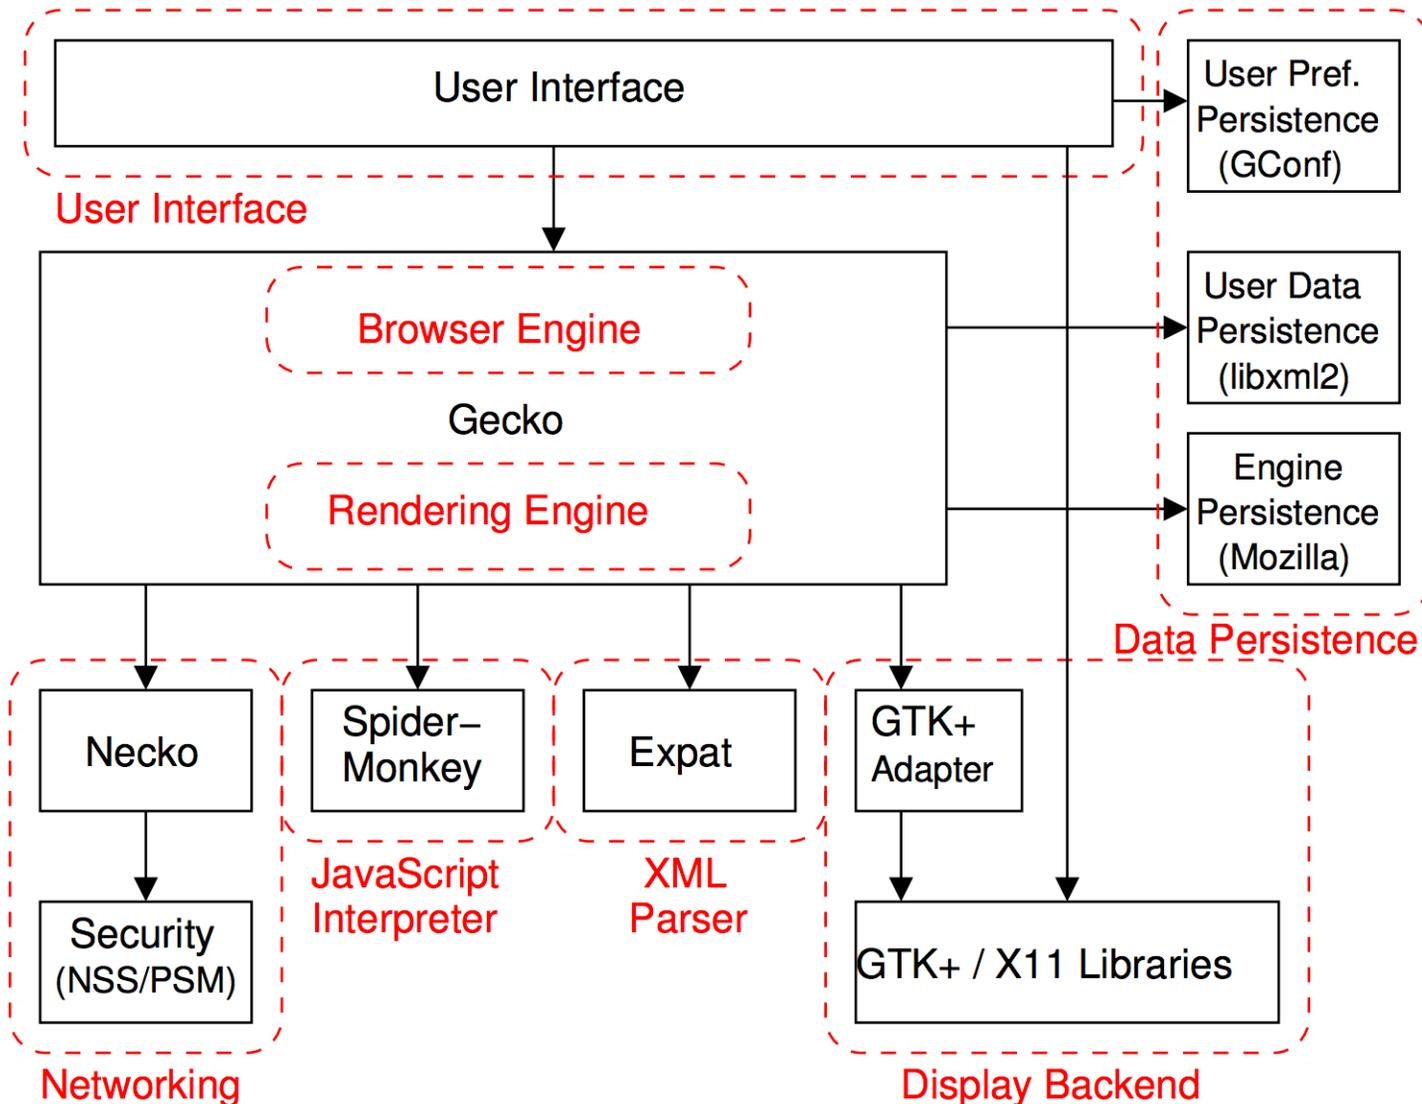 User Interface
User Pref.
Persistence
(GConf)
User Interface
Browser Engine
Gecko
Rendering Engine
User Data
Persistence
(libxml2)
Engine
Persistence
(Mozilla)
Data Persistence
Necko
Spider–
Monkey
Expat
GTK+
Adapter
JavaScript
Interpreter
XML
Parser
Security
(NSS/PSM)
GTK+ / X11 Libraries
Networking
Display Backend